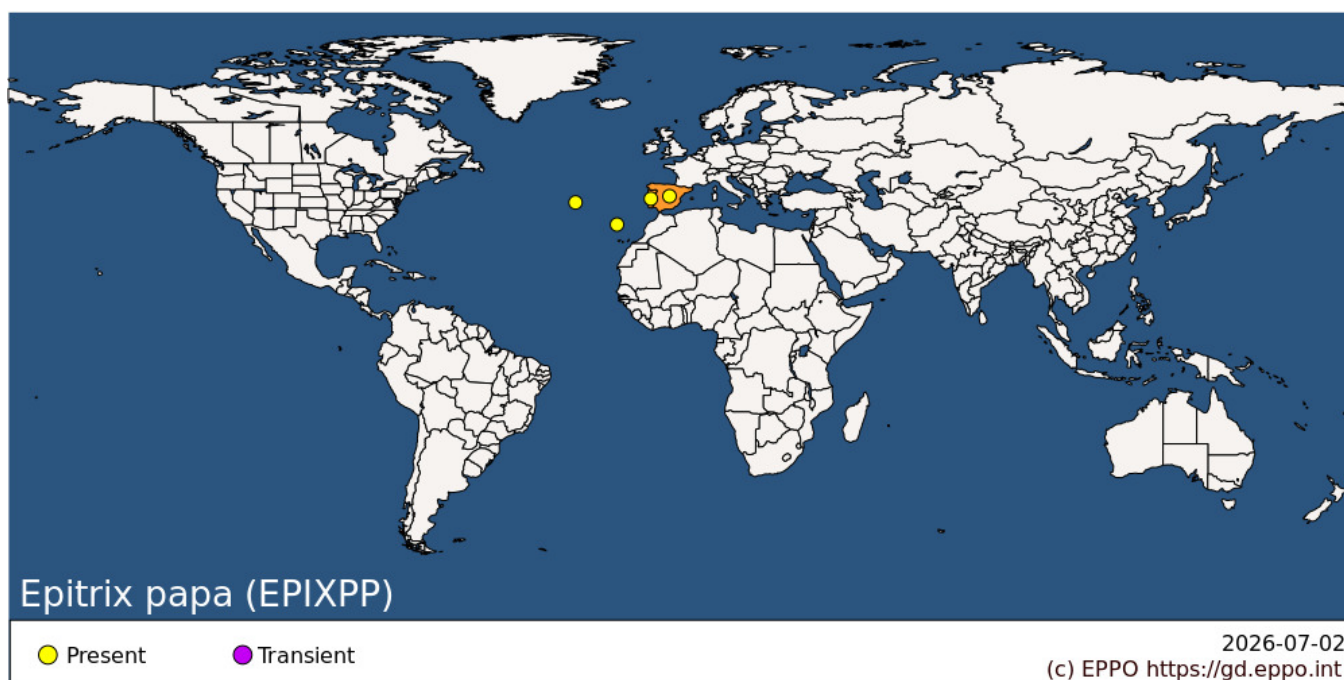 Epitrix papa (EPIXPP)
Present
Transient
2026-07-02
(c) EPPO https://gd.eppo.int